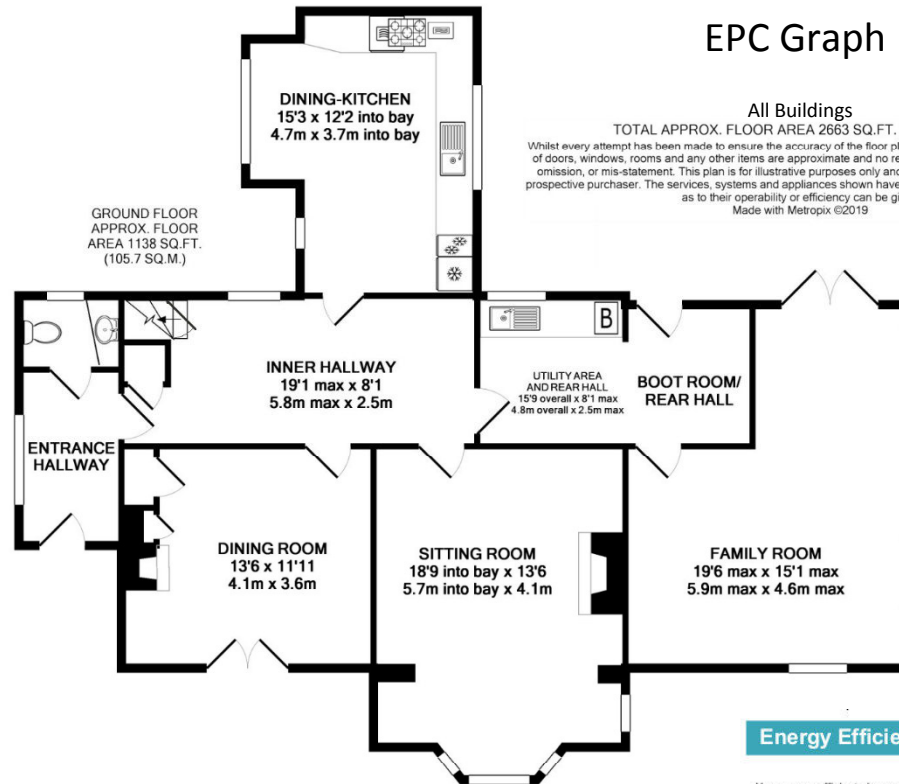 EPC Graph
All Buildings
TOTAL APPROX. FLOOR AREA 2663 SQ.FT.
Whilst every attempt has been made to ensure the accuracy of the floor
of doors, windows, rooms and any other items are approximate and no
omission, or mis-statement. This plan is for illustrative purposes only
prospective purchaser. The services, systems and appliances shown have
as to their operability or efficiency can be
Made with Metropix ©2019
DINING-KITCHEN
15'3 x 12'2 into bay
4.7m x 3.7m into bay
GROUND FLOOR
APPROX. FLOOR
AREA 1138 SQ.FT.
(105.7 SQ.M.)
INNER HALLWAY
19'1 max x 8'1
5.8m max x 2.5m
B
UTILITY AREA
AND REAR HALL
15'9 overall x 8'1 max
4.8m overall x 2.5m max
BOOT ROOM/
REAR HALL
ENTRANCE
HALLWAY
DINING ROOM
13'6 x 11'11
4.1m x 3.6m
SITTING ROOM
18'9 into bay x 13'6
5.7m into bay x 4.1m
FAMILY ROOM
19'6 max x 15'1 max
5.9m max x 4.6m max
Energy Efficie